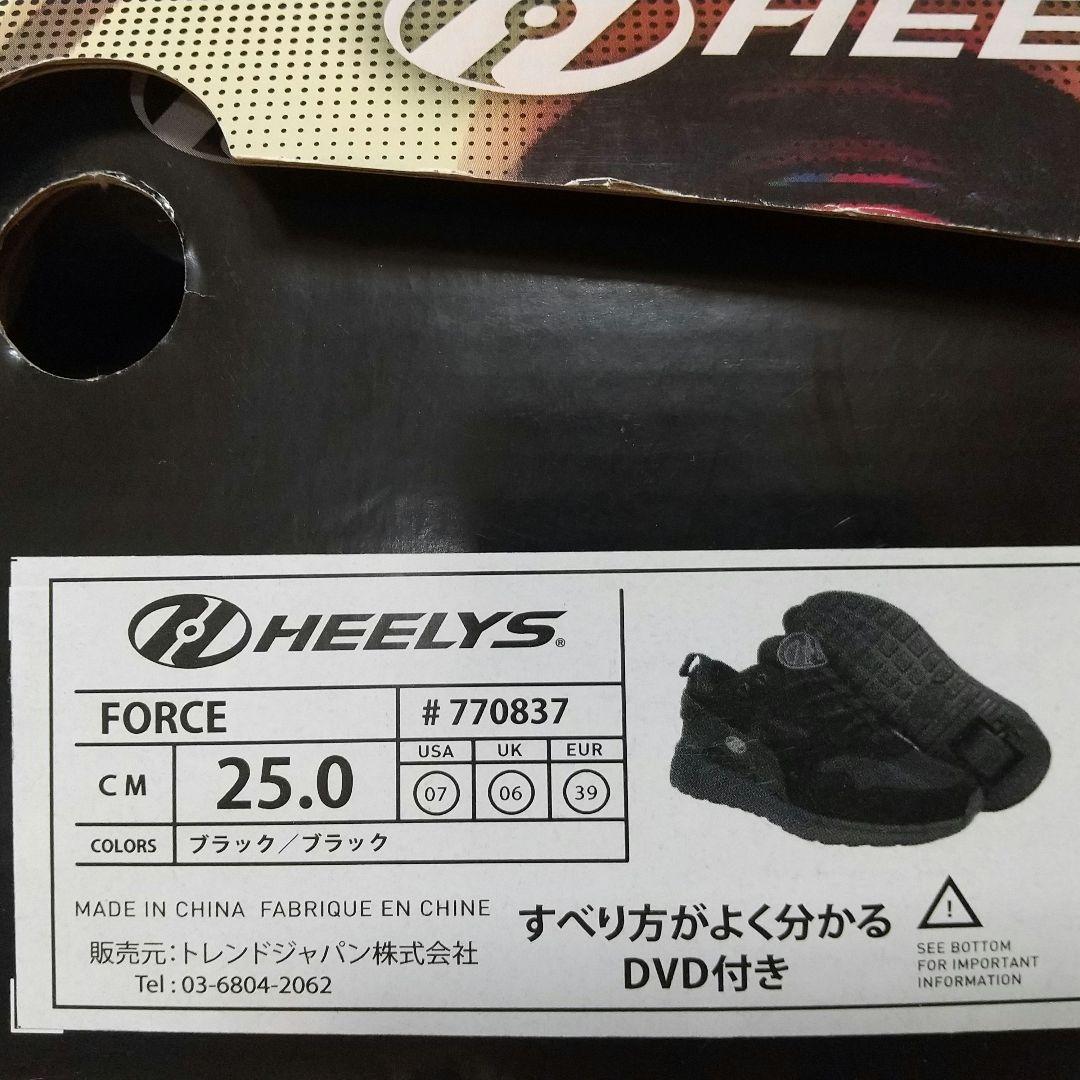 HEE
HEELYS®
FORCE
# 770837
CM
25.0
USA
UK
EUR
07
06
39
COLORS
ブラック／ブラック
MADE IN CHINA FABRIQUE EN CHINE
販売元：トレンドジャパン株式会社
Tel : 03-6804-2062
すべり方がよく分かる
DVD付き
SEE BOTTOM
FOR IMPORTANT
INFORMATION